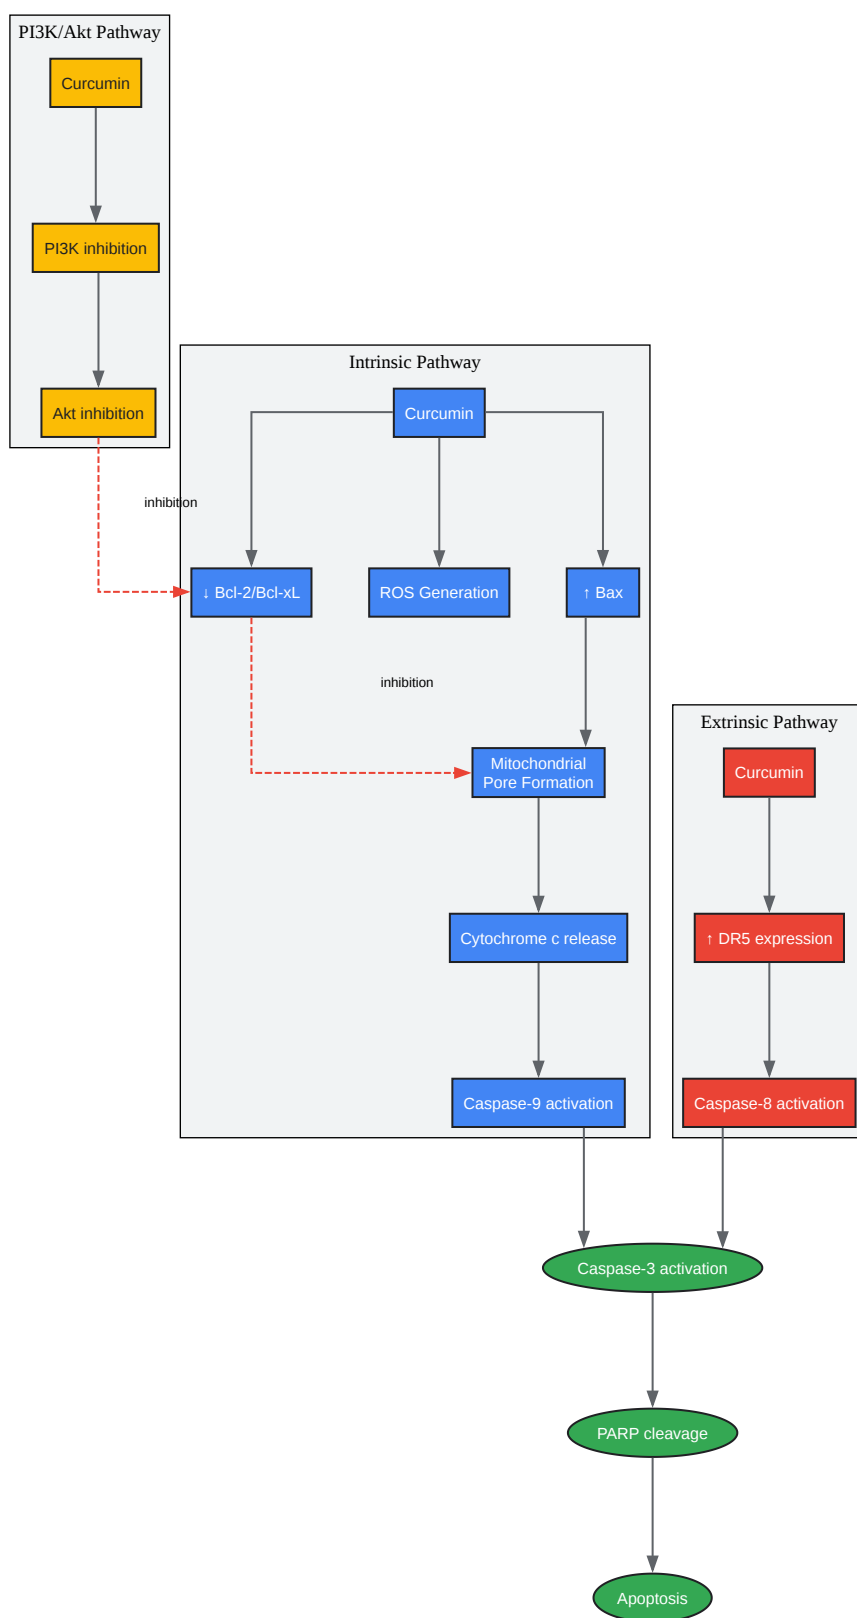 PI3K/Akt Pathway
Curcumin
PI3K inhibition
Akt inhibition
inhibition
Intrinsic Pathway
Curcumin
↓ Bcl-2/Bcl-xL
ROS Generation
↑ Bax
inhibition
Mitochondrial
Pore Formation
Cytochrome c release
Caspase-9 activation
Extrinsic Pathway
Curcumin
↑ DR5 expression
Caspase-8 activation
Caspase-3 activation
PARP cleavage
Apoptosis